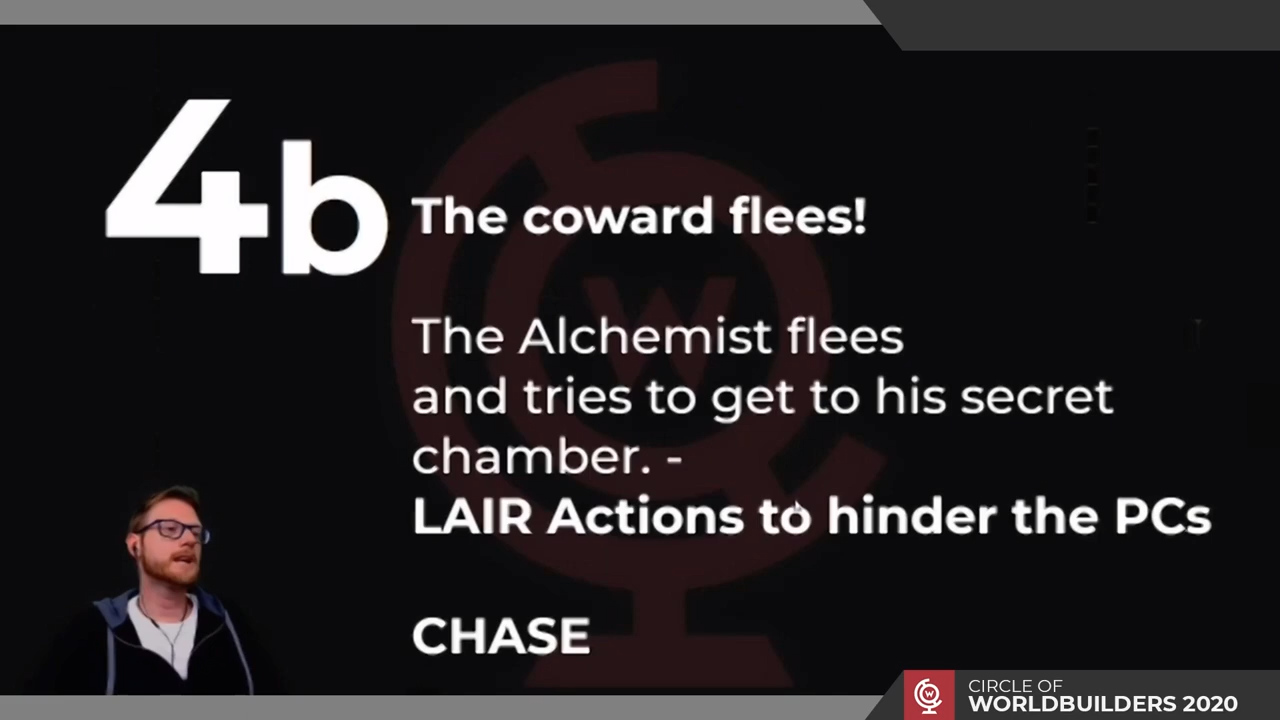 4b
The coward flees!
The Alchemist flees
and tries to get to his secret
chamber. -
LAIR Actions to hinder the PCs
CHASE
W
W
CIRCLE OF
WORLDBUILDERS 2020